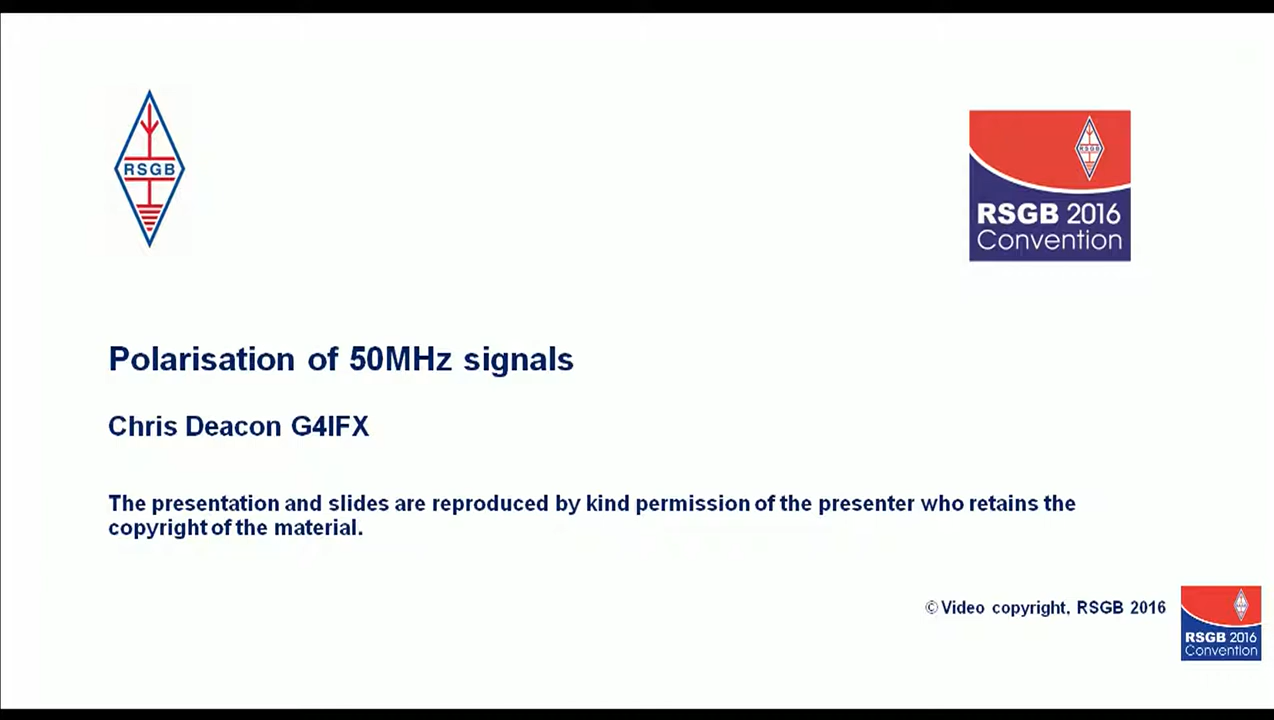 RSGB
RSGB
RSGB 2016
Convention
Polarisation of 50MHz signals
Chris Deacon G4IFX
The presentation and slides are reproduced by kind permission of the presenter who retains the
copyright of the material.
© Video copyright, RSGB 2016
RSGB 2016
Convention